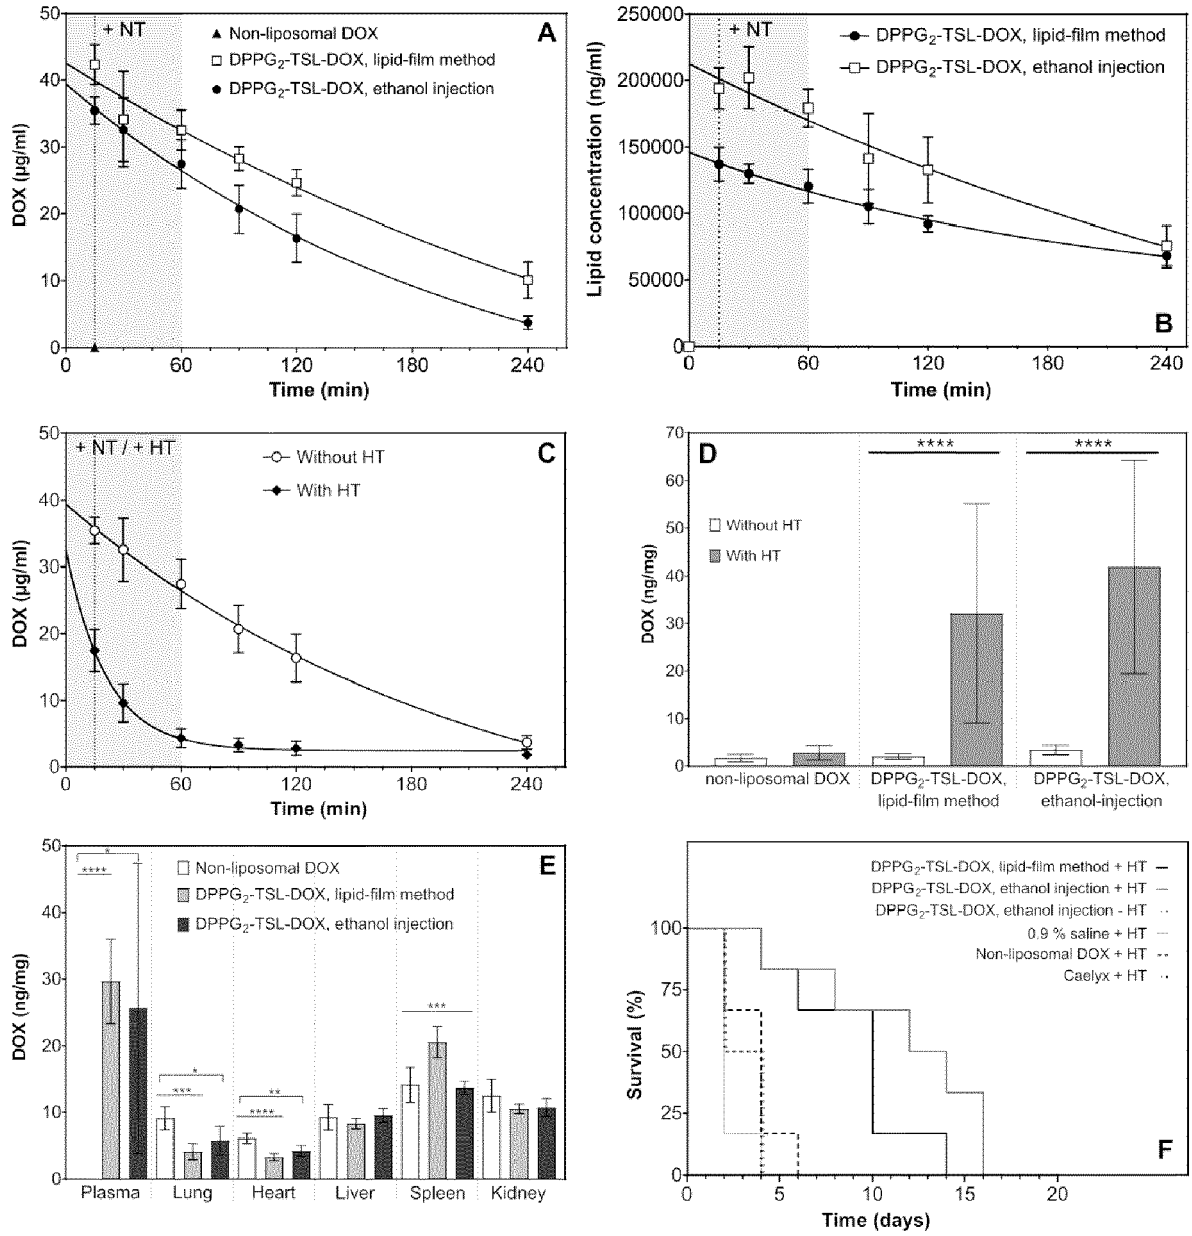 + NT
A
Non-liposomal DOX
DPPG2-TSL-DOX, lipid-film method
DPPG2-TSL-DOX, ethanol injection
DOX (µg/ml)
50
40
30
20
10
0
0 60 120 180 240
Time (min)
+ NT
DPPG2-TSL-DOX, lipid-film method
DPPG2-TSL-DOX, ethanol injection
Lipid concentration (ng/ml)
250000
200000
150000
100000
50000
0
B
0 60 120 180 240
Time (min)
+ NT / + HT
C
Without HT
With HT
DOX (µg/ml)
50
40
30
20
10
0
0 60 120 180 240
Time (min)
D
**** ****
Without HT
With HT
DOX (ng/mg)
70
60
50
40
30
20
10
0
non-liposomal DOX
DPPG2-TSL-DOX,
lipid-film method
DPPG2-TSL-DOX,
ethanol-injection
E
Non-liposomal DOX
DPPG2-TSL-DOX, lipid-film method
DPPG2-TSL-DOX, ethanol injection
*
****
*
***
**
****
***
DOX (ng/mg)
50
40
30
20
10
0
Plasma Lung Heart Liver Spleen Kidney
DPPG2-TSL-DOX, lipid-film method + HT
DPPG2-TSL-DOX, ethanol injection + HT
DPPG2-TSL-DOX, ethanol injection - HT
0.9 % saline + HT
Non-liposomal DOX + HT
Caelyx + HT
Survival (%)
100
75
50
25
0
F
0 5 10 15 20
Time (days)